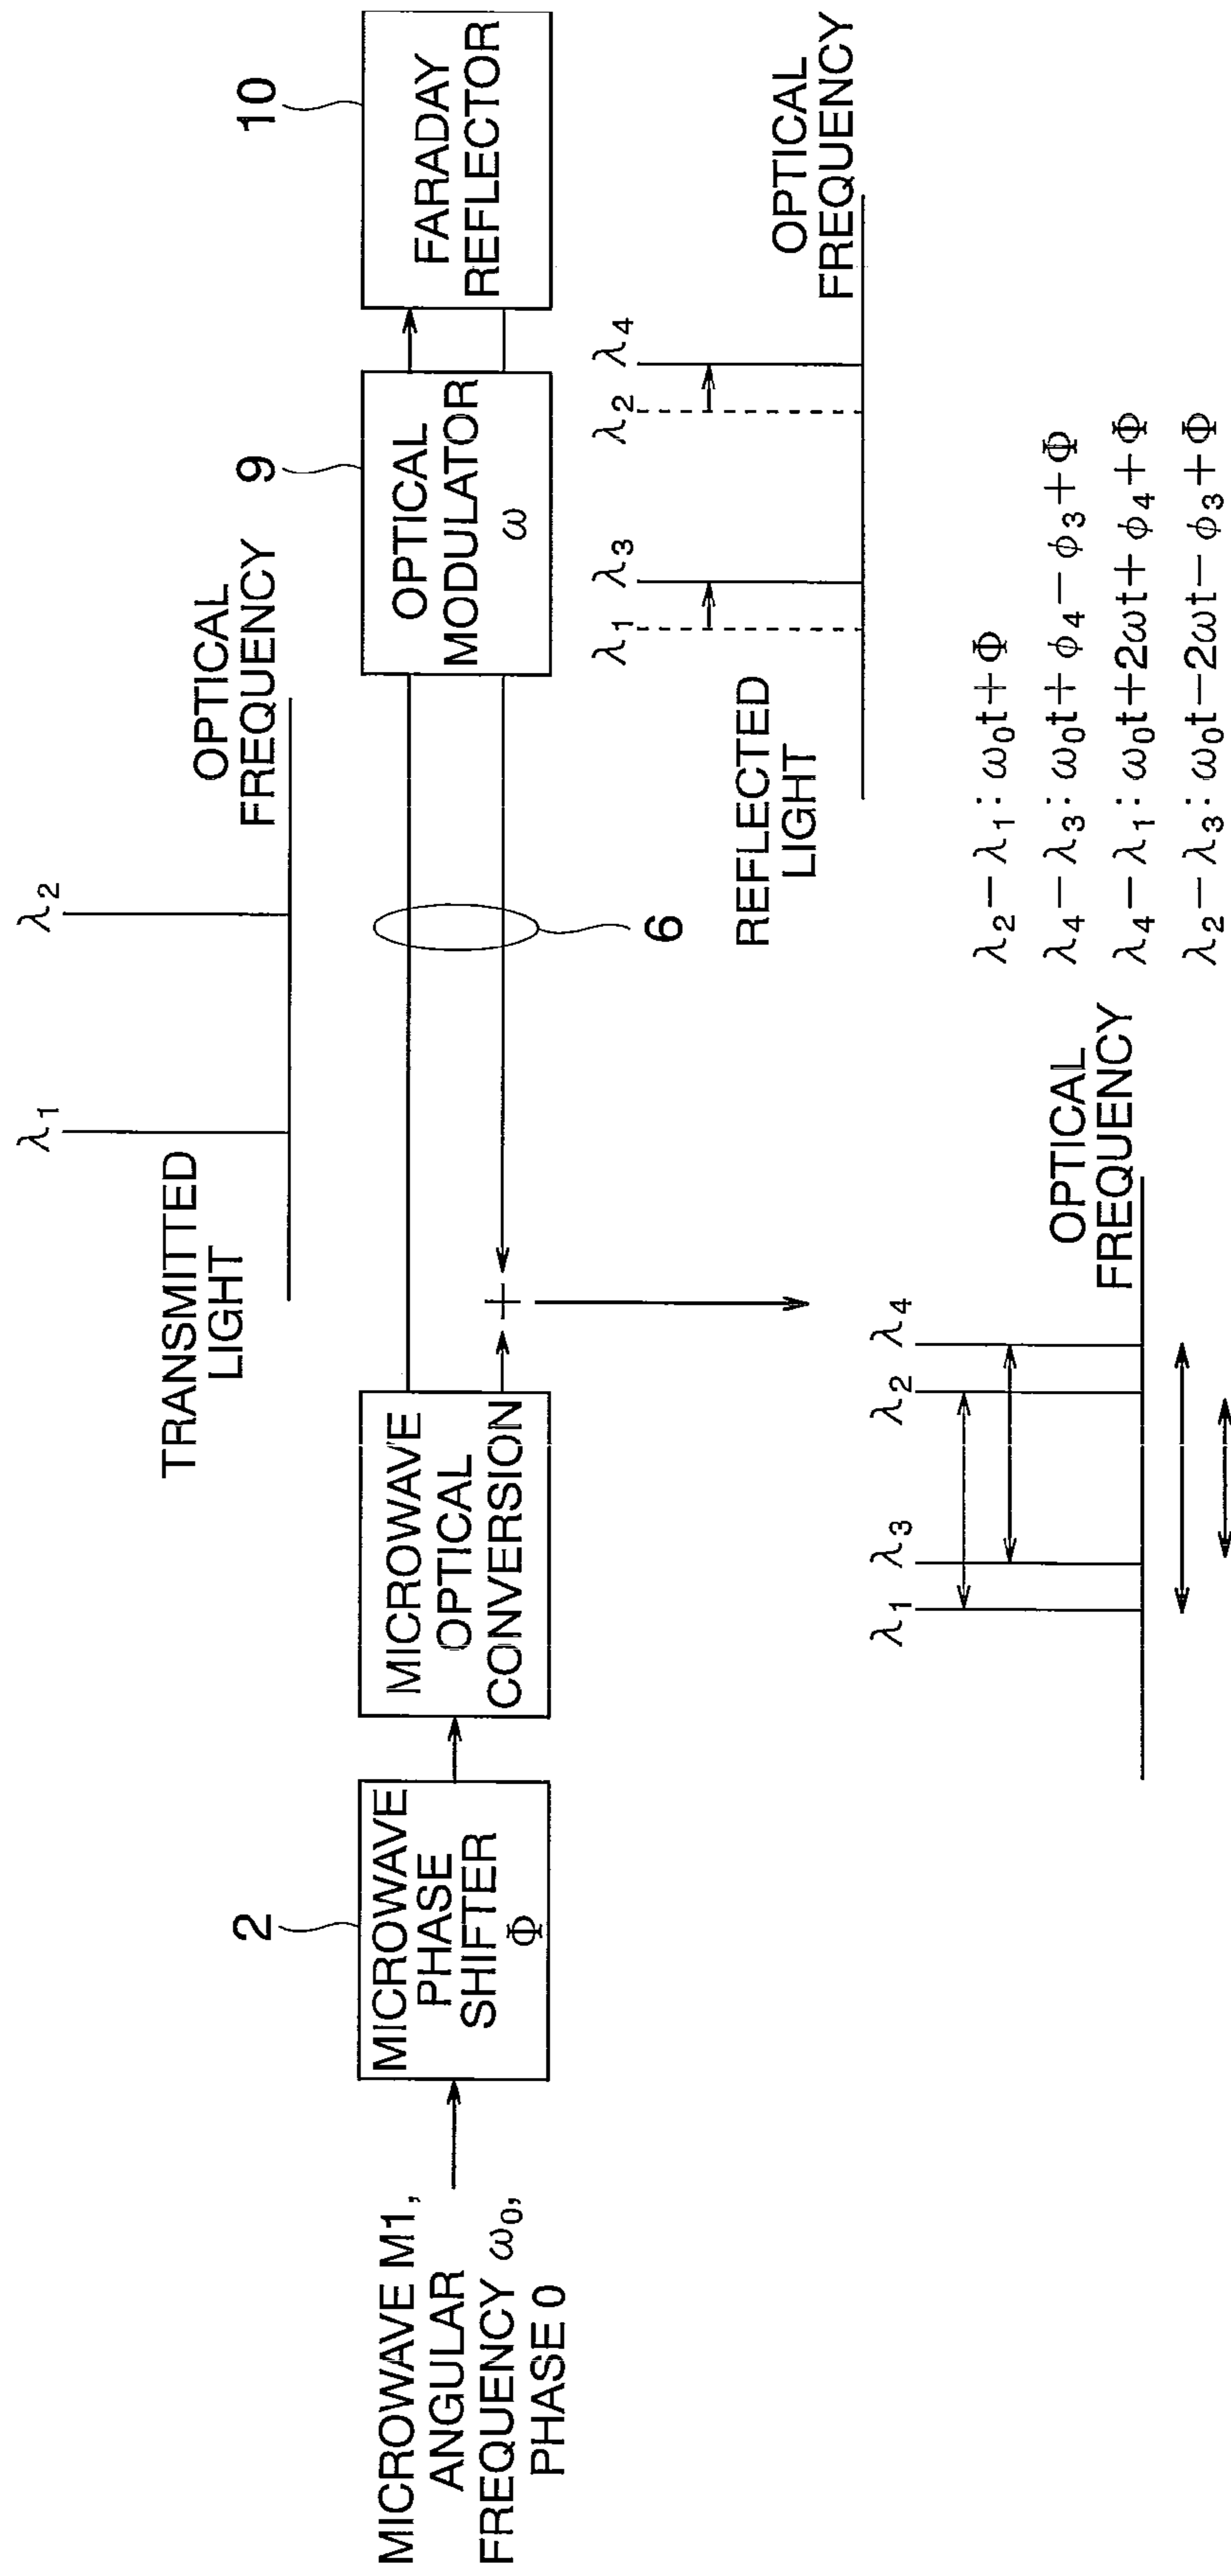 TRANSMITTED
LIGHT
λ1
λ2
OPTICAL
FREQUENCY
MICROWAVE M1,
ANGULAR
FREQUENCY ω0,
PHASE 0
2
MICROWAVE
PHASE
SHIFTER
Φ
MICROWAVE
OPTICAL
CONVERSION
+
6
9
OPTICAL
MODULATOR
ω
10
FARADAY
REFLECTOR
REFLECTED
LIGHT
λ1
λ3
λ2
λ4
OPTICAL
FREQUENCY
λ1
λ3
λ2
λ4
OPTICAL
FREQUENCY
λ2−λ1: ω0t+Φ
λ4−λ3: ω0t+ϕ4−ϕ3+Φ
λ4−λ1: ω0t+2ωt+ϕ4+Φ
λ2−λ3: ω0t−2ωt−ϕ3+Φ